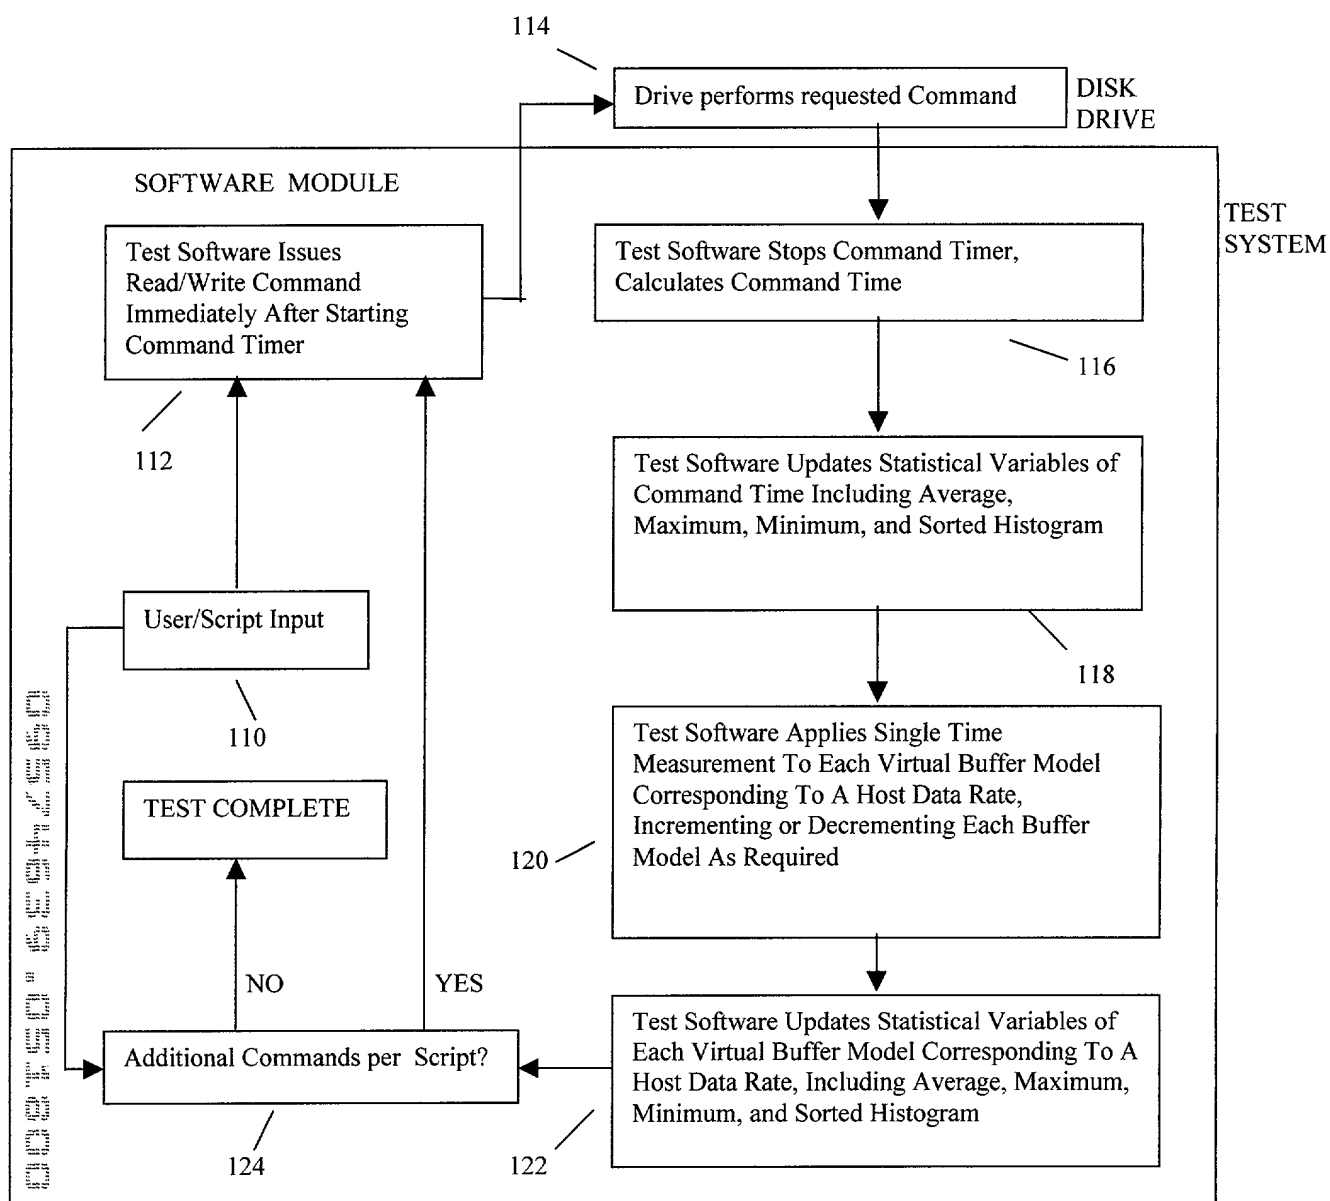 114
Drive performs requested Command
DISK
DRIVE
SOFTWARE MODULE
TEST
SYSTEM
Test Software Issues
Read/Write Command
Immediately After Starting
Command Timer
112
Test Software Stops Command Timer,
Calculates Command Time
116
Test Software Updates Statistical Variables of
Command Time Including Average,
Maximum, Minimum, and Sorted Histogram
118
User/Script Input
110
Test Software Applies Single Time
Measurement To Each Virtual Buffer Model
Corresponding To A Host Data Rate,
Incrementing or Decrementing Each Buffer
Model As Required
120
TEST COMPLETE
NO
YES
Additional Commands per Script?
124
Test Software Updates Statistical Variables of
Each Virtual Buffer Model Corresponding To A
Host Data Rate, Including Average, Maximum,
Minimum, and Sorted Histogram
122